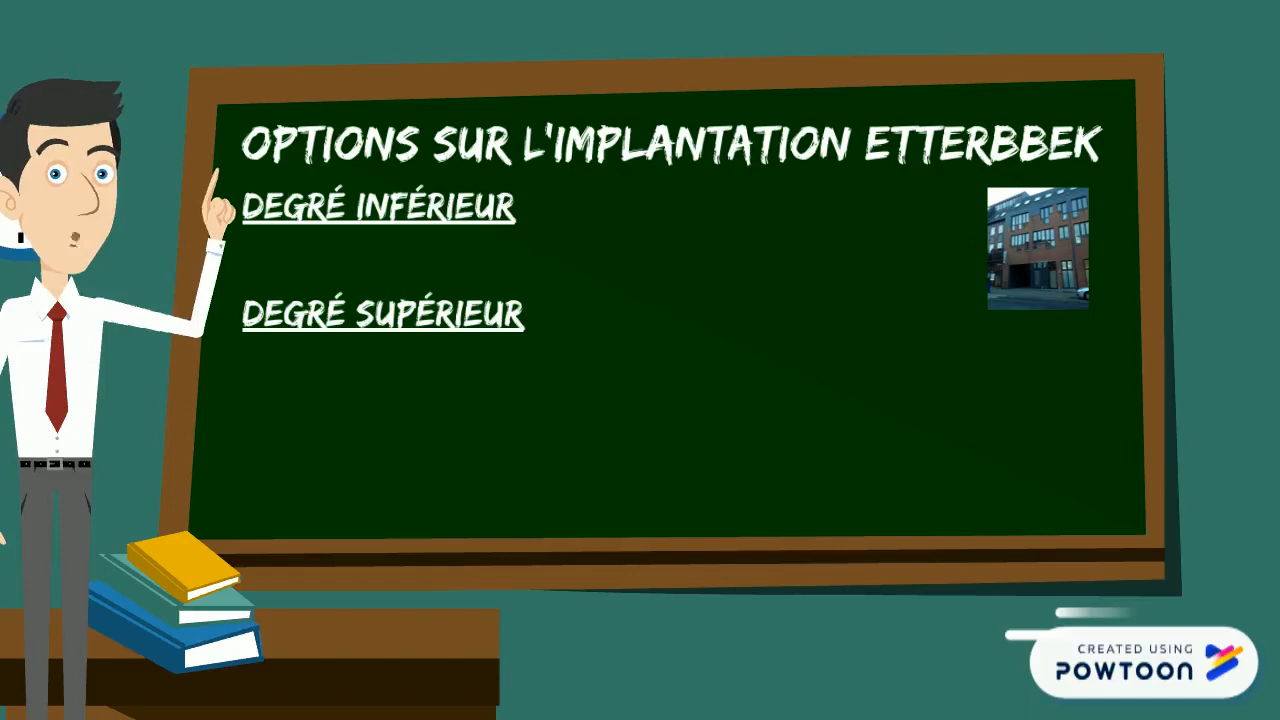 OPTIONS SUR L'IMPLANTATION ETTERBBEK
DEGRÉ INFÉRIEUR
DEGRÉ SUPÉRIEUR
CREATED USING
POWTOON